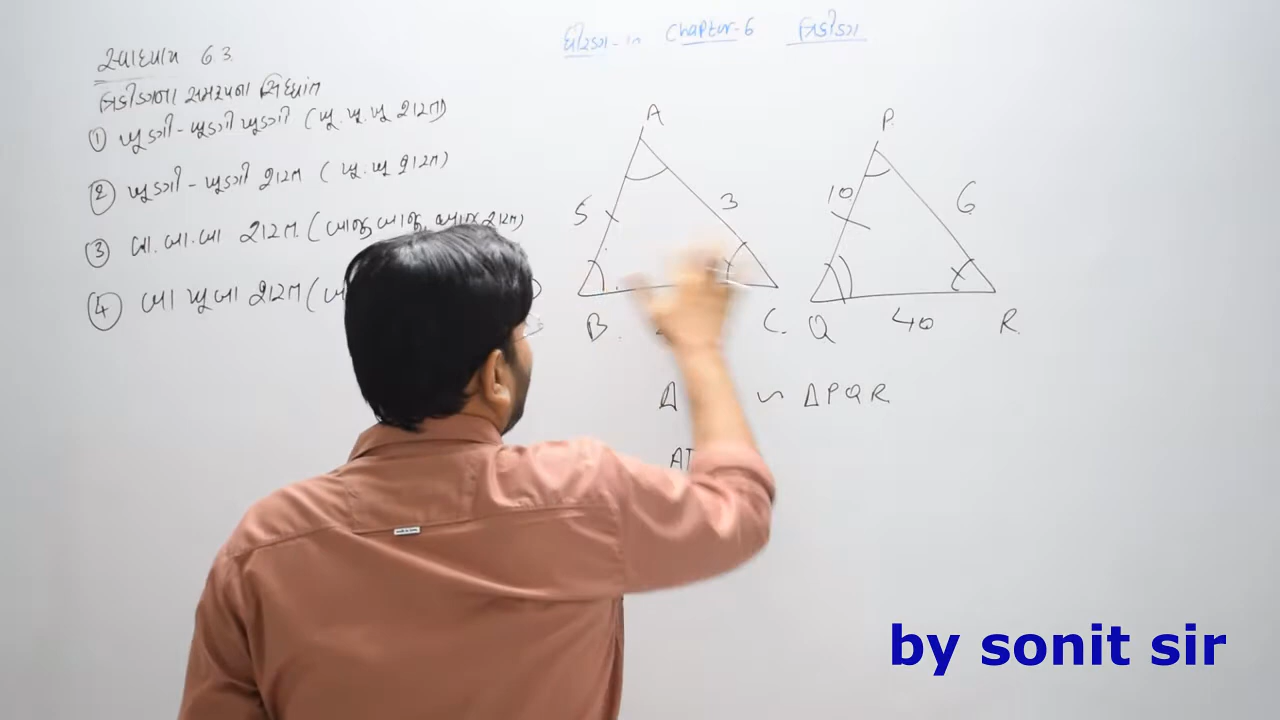 ધોરણ-10 Chapter-6 ત્રિકોણ
સ્વાધ્યાય 6.3
ત્રિકોણના સમરૂપતા સિદ્ધાંત
① ખૂણો-ખૂણો ખૂણો (ખૂ.ખૂ.ખૂ શરત)
② ખૂણો-ખૂણો શરત (ખૂ.ખૂ શરત)
③ બા.બા.બા શરત (બાજુ બાજુ બાજુ શરત)
④ બા ખૂ બા શરત (
A
P.
5
3
10
6
B.
C.
Q
40
R
Δ ∽ ΔPQR
by sonit sir